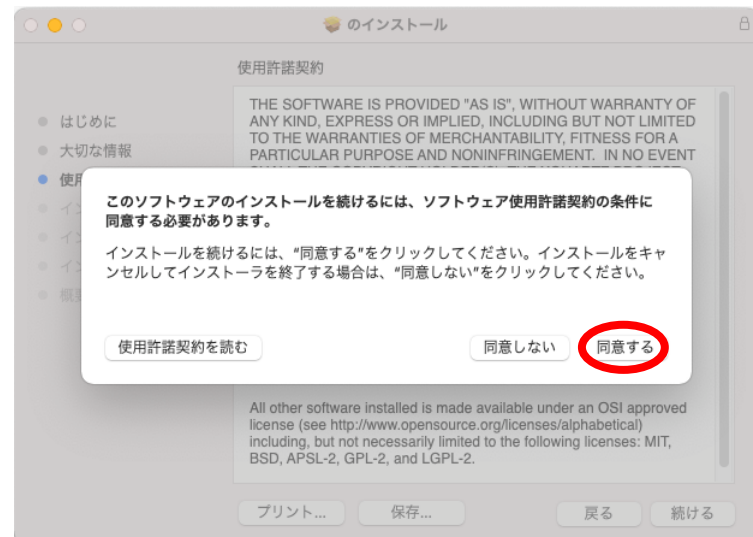 のインストール
使用許諾契約
はじめに
大切な情報
使用
THE SOFTWARE IS PROVIDED "AS IS", WITHOUT WARRANTY OF
ANY KIND, EXPRESS OR IMPLIED, INCLUDING BUT NOT LIMITED
TO THE WARRANTIES OF MERCHANTABILITY, FITNESS FOR A
PARTICULAR PURPOSE AND NONINFRINGEMENT. IN NO EVENT
このソフトウェアのインストールを続けるには、ソフトウェア使用許諾契約の条件に
同意する必要があります。
インストールを続けるには、“同意する”をクリックしてください。インストールをキャ
ンセルしてインストーラを終了する場合は、“同意しない”をクリックしてください。
使用許諾契約を読む
同意しない
同意する
All other software installed is made available under an OSI approved
license (see http://www.opensource.org/licenses/alphabetical)
including, but not necessarily limited to the following licenses: MIT,
BSD, APSL-2, GPL-2, and LGPL-2.
プリント...
保存...
戻る
続ける